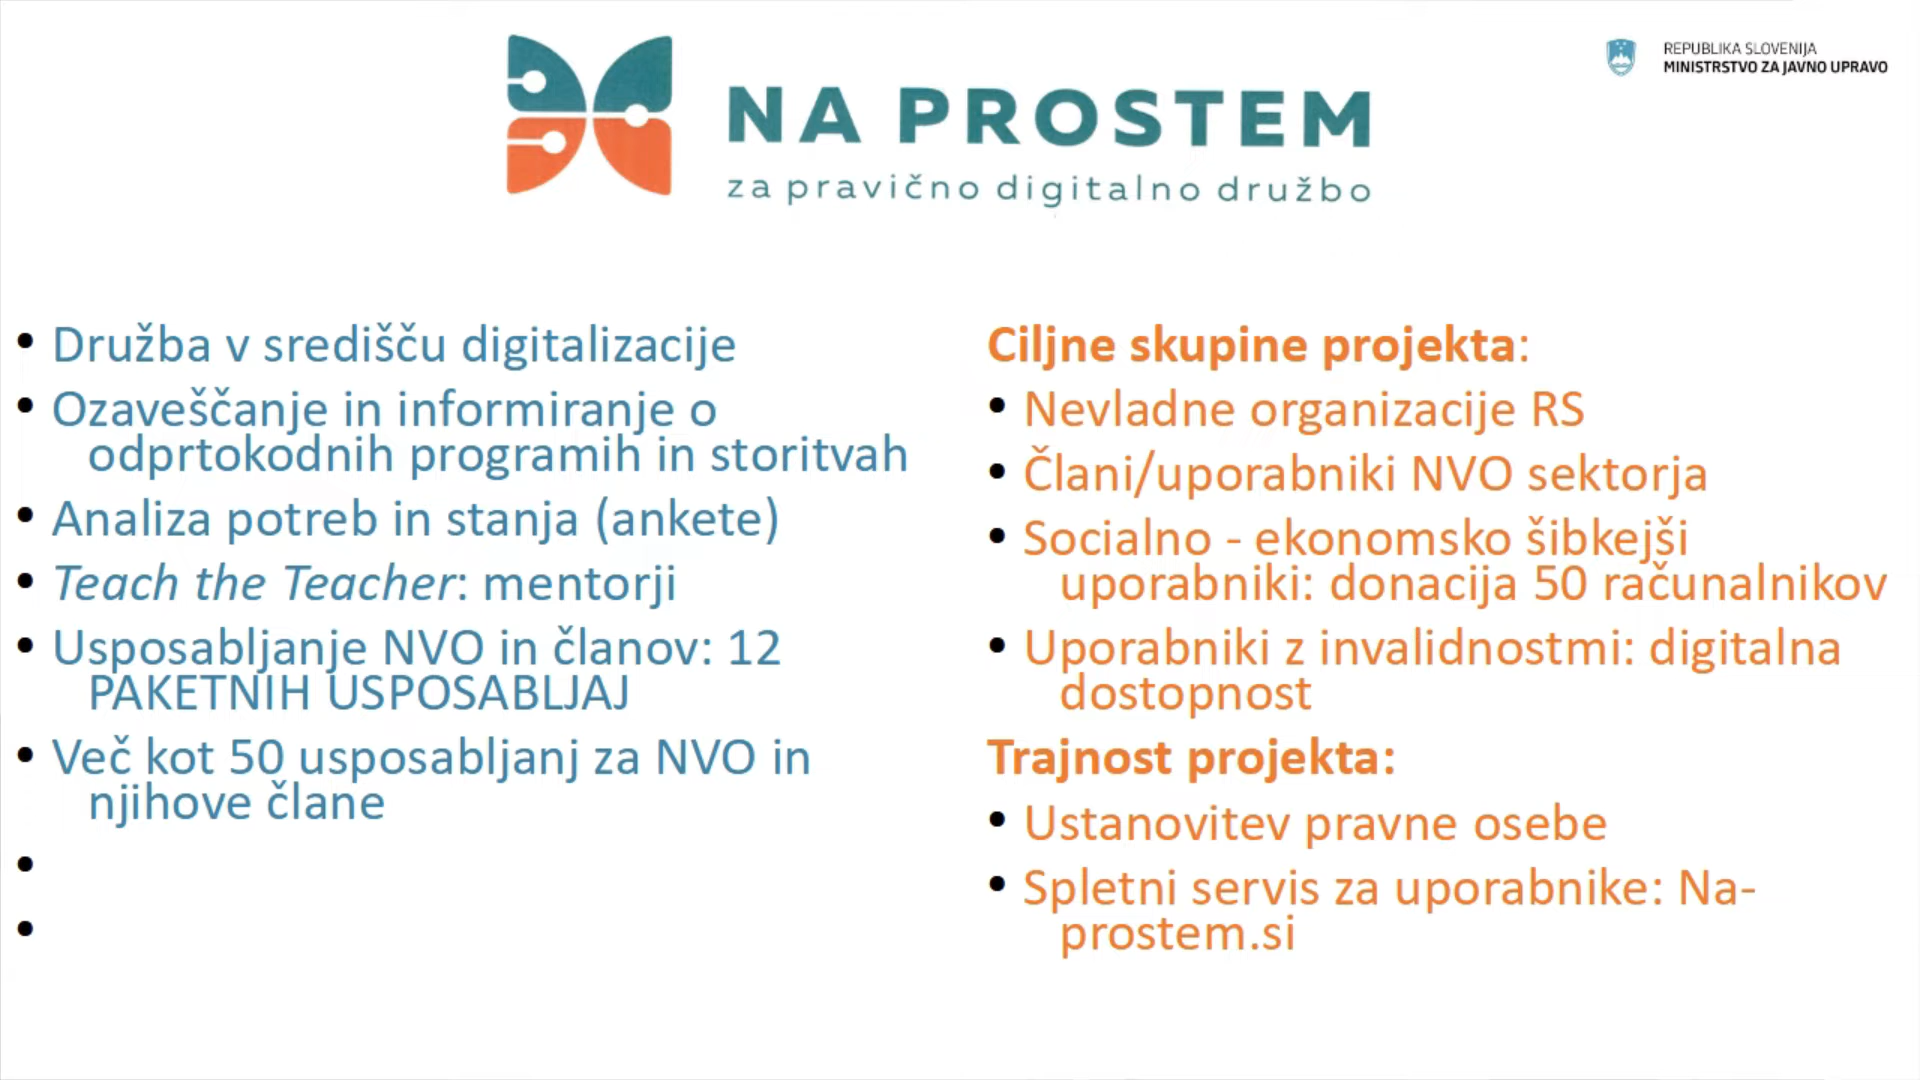 NA PROSTEM
za pravično digitalno družbo
REPUBLIKA SLOVENIJA
MINISTRSTVO ZA JAVNO UPRAVO
• Družba v središču digitalizacije
• Ozaveščanje in informiranje o
odprtokodnih programih in storitvah
• Analiza potreb in stanja (ankete)
• Teach the Teacher: mentorji
• Usposabljanje NVO in članov: 12
PAKETNIH USPOSABLJAJ
• Več kot 50 usposabljanj za NVO in
njihove člane
•
•
Ciljne skupine projekta:
• Nevladne organizacije RS
• Člani/uporabniki NVO sektorja
• Socialno - ekonomsko šibkejši
uporabniki: donacija 50 računalnikov
• Uporabniki z invalidnostmi: digitalna
dostopnost
Trajnost projekta:
• Ustanovitev pravne osebe
• Spletni servis za uporabnike: Na-
prostem.si